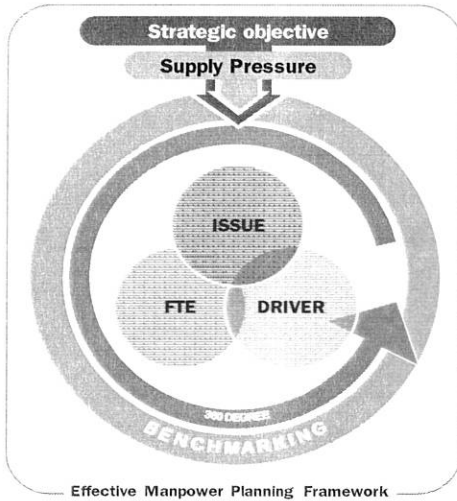 Strategic objective
Supply Pressure
ISSUE
FTE
DRIVER
360 DEGREE
BENCHMARKING
Effective Manpower Planning Framework